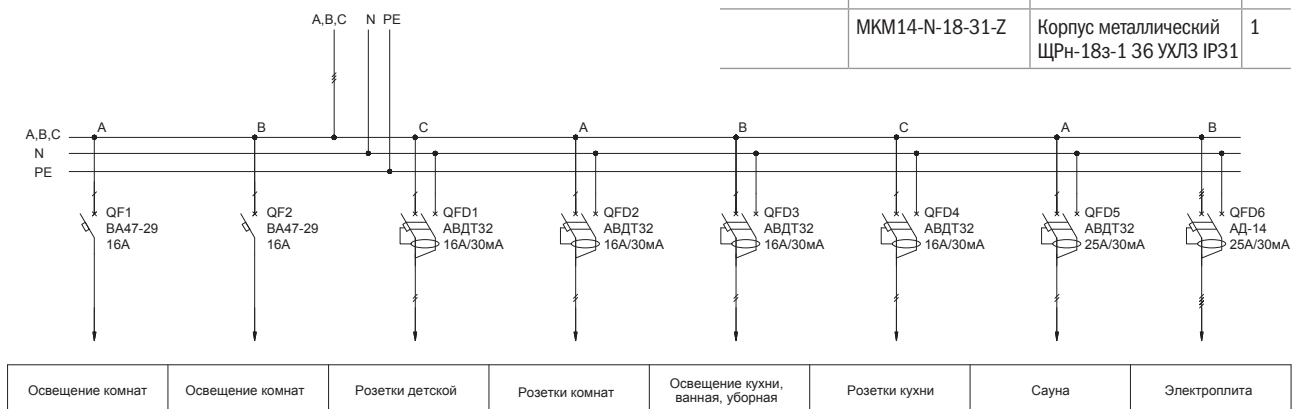 MKM14-N-18-31-Z Корпус металлический 1
ЩРн-18з-1 36 УХЛ3 IP31
A,B,C N PE
A,B,C A B C A B C A B
N
PE
QF1 QF2 QFD1 QFD2 QFD3 QFD4 QFD5 QFD6
ВА47-29 ВА47-29 АВДТ32 АВДТ32 АВДТ32 АВДТ32 АВДТ32 АД-14
16А 16А 16А/30мА 16А/30мА 16А/30мА 16А/30мА 25А/30мА 25А/30мА
Освещение комнат Освещение комнат Розетки детской Розетки комнат Освещение кухни, Розетки кухни Сауна Электроплита
ванная, уборная